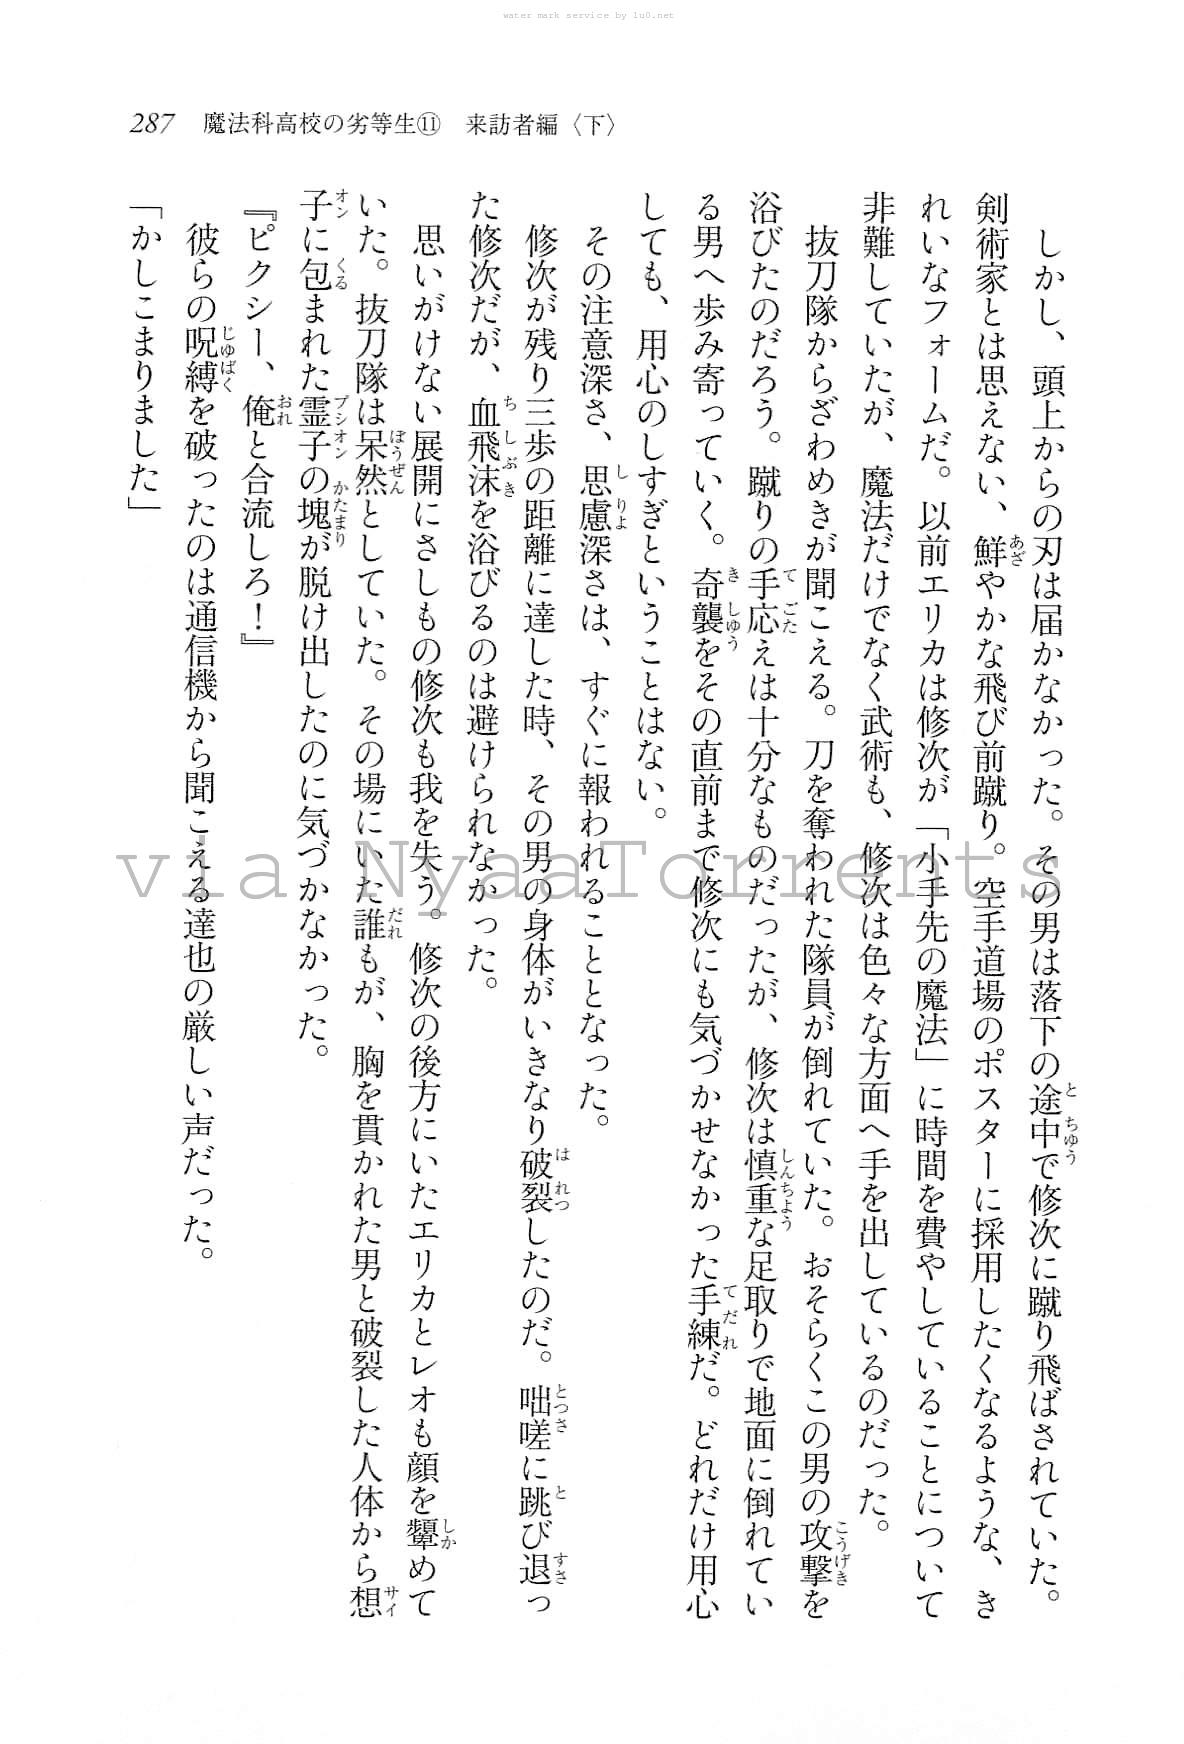 water mark service by lu0.net
287 魔法科高校の劣等生⑪ 来訪者編〈下〉
しかし、頭上からの刃は届かなかった。その男は落下の途中で修次に蹴り飛ばされていた。
剣術家とは思えない、鮮やかな飛び前蹴り。空手道場のポスターに採用したくなるような、き
れいなフォームだ。以前エリカは修次が「小手先の魔法」に時間を費やしていることについて
非難していたが、魔法だけでなく武術も、修次は色々な方面へ手を出しているのだった。
抜刀隊からざわめきが聞こえる。刀を奪われた隊員が倒れていた。おそらくこの男の攻撃を
浴びたのだろう。蹴りの手応えは十分なものだったが、修次は慎重な足取りで地面に倒れてい
る男へ歩み寄っていく。奇襲をその直前まで修次にも気づかせなかった手練だ。どれだけ用心
しても、用心のしすぎということはない。
その注意深さ、思慮深さは、すぐに報われることとなった。
修次が残り三歩の距離に達した時、その男の身体がいきなり破裂したのだ。咄嗟に跳び退っ
た修次だが、血飛沫を浴びるのは避けられなかった。
思いがけない展開にさしもの修次も我を失う。修次の後方にいたエリカとレオも顔を顰めて
いた。抜刀隊は呆然としていた。その場にいた誰もが、胸を貫かれた男と破裂した人体から想
子に包まれた霊子の塊が脱け出したのに気づかなかった。
『ピクシー、俺と合流しろ！』
彼らの呪縛を破ったのは通信機から聞こえる達也の厳しい声だった。
「かしこまりました」
via NyaaTorrents